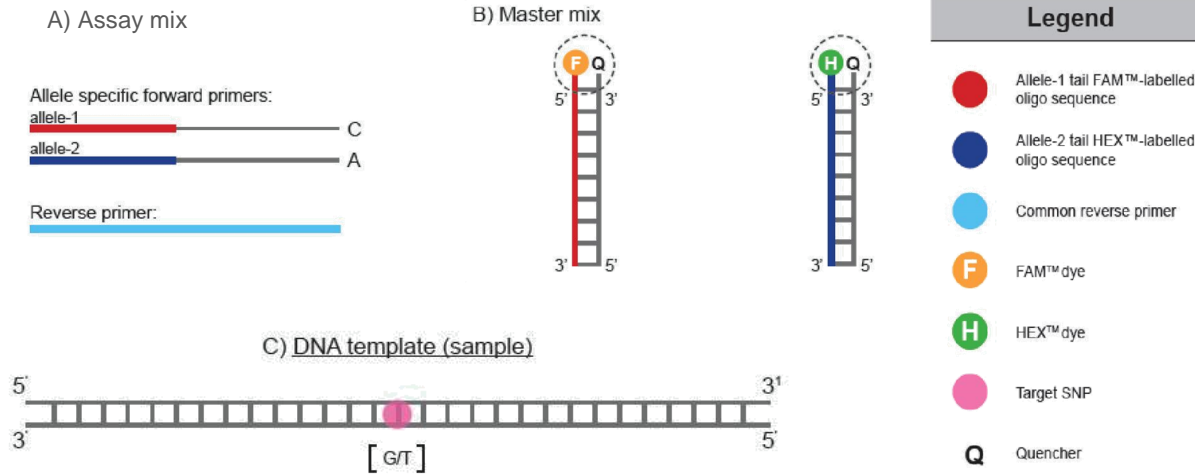 A) Assay mix
Allele specific forward primers:
allele-1
C
allele-2
A
Reverse primer:
B) Master mix
F Q
5' 3'
3' 5'
H Q
5' 3'
3' 5'
C) DNA template (sample)
5' 3¹
3' 5'
[ G/T ]
Legend
Allele-1 tail FAM™-labelled
oligo sequence
Allele-2 tail HEX™-labelled
oligo sequence
Common reverse primer
F FAM™ dye
H HEX™ dye
Target SNP
Q Quencher